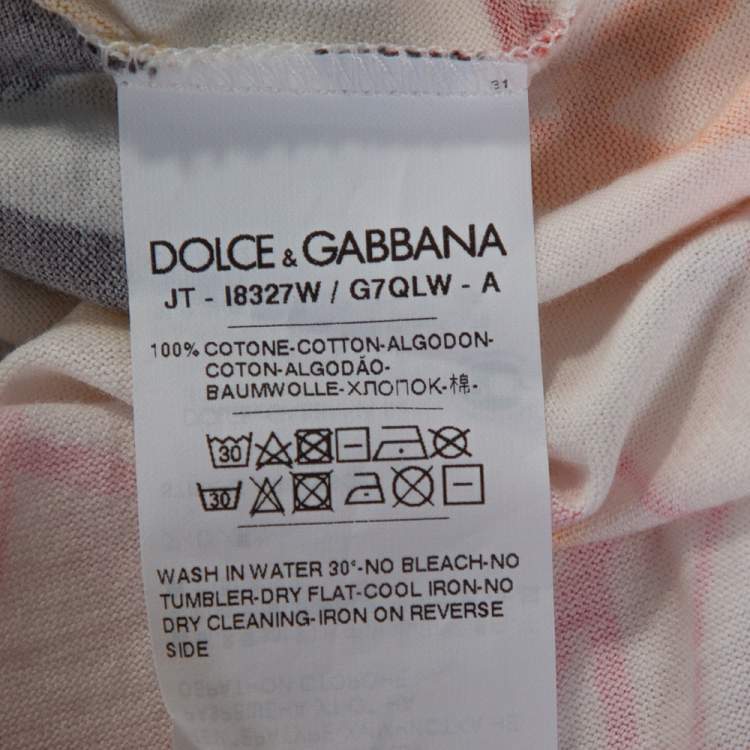 31
DOLCE & GABBANA
JT - I8327W / G7QLW - A
100% COTONE-COTTON-ALGODON-
COTON-ALGODÃO-
BAUMWOLLE-ХЛОПОК-棉-
30
30
WASH IN WATER 30°-NO BLEACH-NO
TUMBLER-DRY FLAT-COOL IRON-NO
DRY CLEANING-IRON ON REVERSE
SIDE